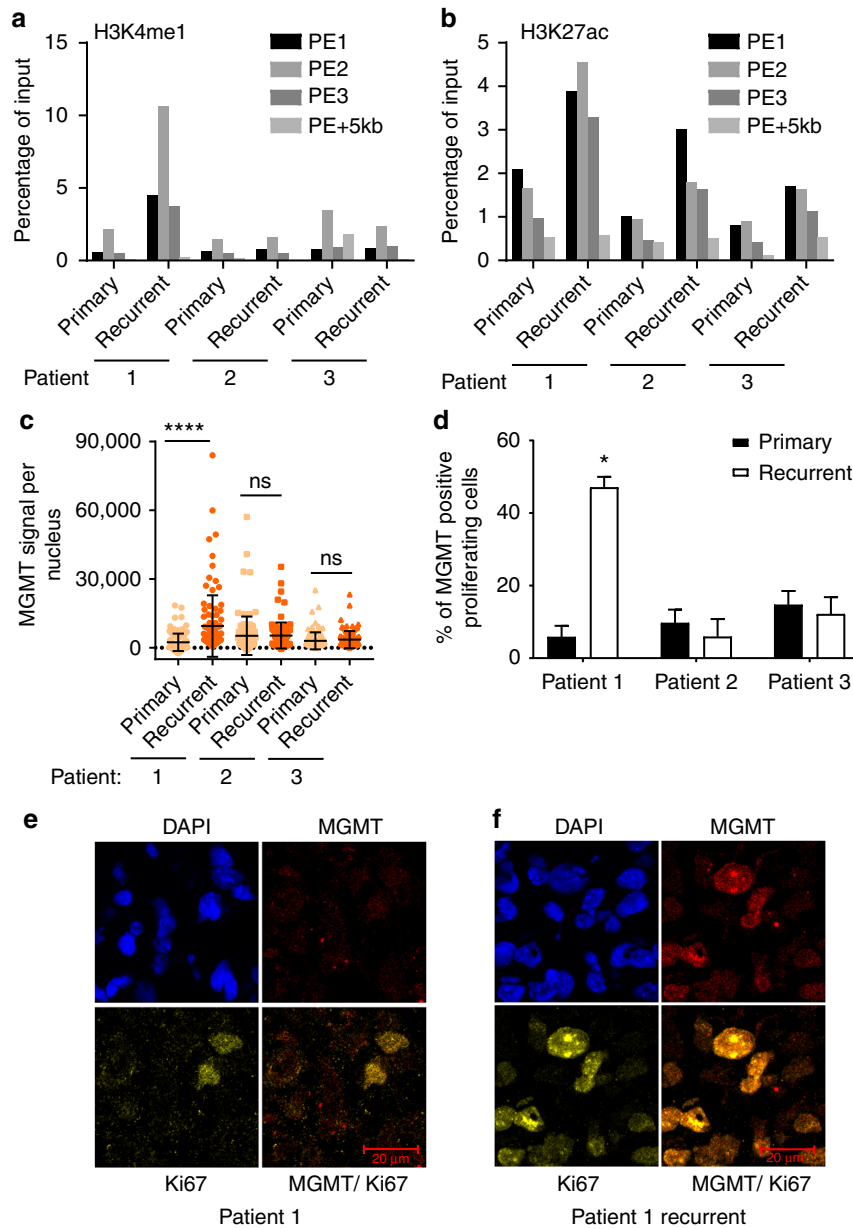 a
H3K4me1
Percentage of input
15
10
5
0
PE1
PE2
PE3
PE+5kb
Primary
Recurrent
Primary
Recurrent
Primary
Recurrent
Patient 1 2 3
b
H3K27ac
Percentage of input
5
4
3
2
1
0
PE1
PE2
PE3
PE+5kb
Primary
Recurrent
Primary
Recurrent
Primary
Recurrent
Patient 1 2 3
c
MGMT signal per
nucleus
90,000
60,000
30,000
0
****
ns
ns
Primary
Recurrent
Primary
Recurrent
Primary
Recurrent
Patient: 1 2 3
d
% of MGMT positive
proliferating cells
60
40
20
0
*
Primary
Recurrent
Patient 1 Patient 2 Patient 3
e
DAPI MGMT
20 μm
Ki67 MGMT/ Ki67
Patient 1
f
DAPI MGMT
20 μm
Ki67 MGMT/ Ki67
Patient 1 recurrent